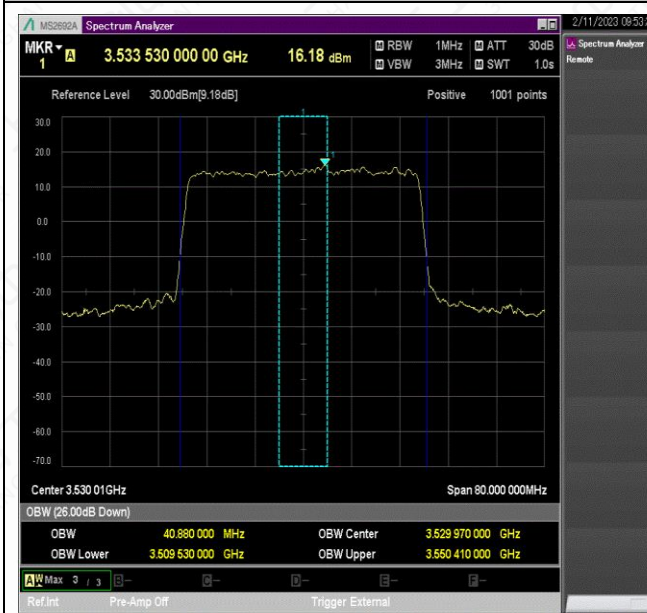 MS2692A Spectrum Analyzer
2/11/2023 09:53:
MKR 1 A 3.533 530 000 00 GHz 16.18 dBm
M RBW 1MHz M ATT 30dB
M VBW 3MHz M SWT 1.0s
Spectrum Analyzer
Remote
Reference Level 30.00dBm[9.18dB] Positive 1001 points
30.0
20.0
10.0
0.0
-10.0
-20.0
-30.0
-40.0
-50.0
-60.0
-70.0
1
1
Center 3.530 01GHz Span 80.000 000MHz
OBW (26.00dB Down)
OBW 40.880 000 MHz OBW Center 3.529 970 000 GHz
OBW Lower 3.509 530 000 GHz OBW Upper 3.550 410 000 GHz
A W Max 3 / 3 B- C- D- E- F-
Ref.Int Pre-Amp Off Trigger External